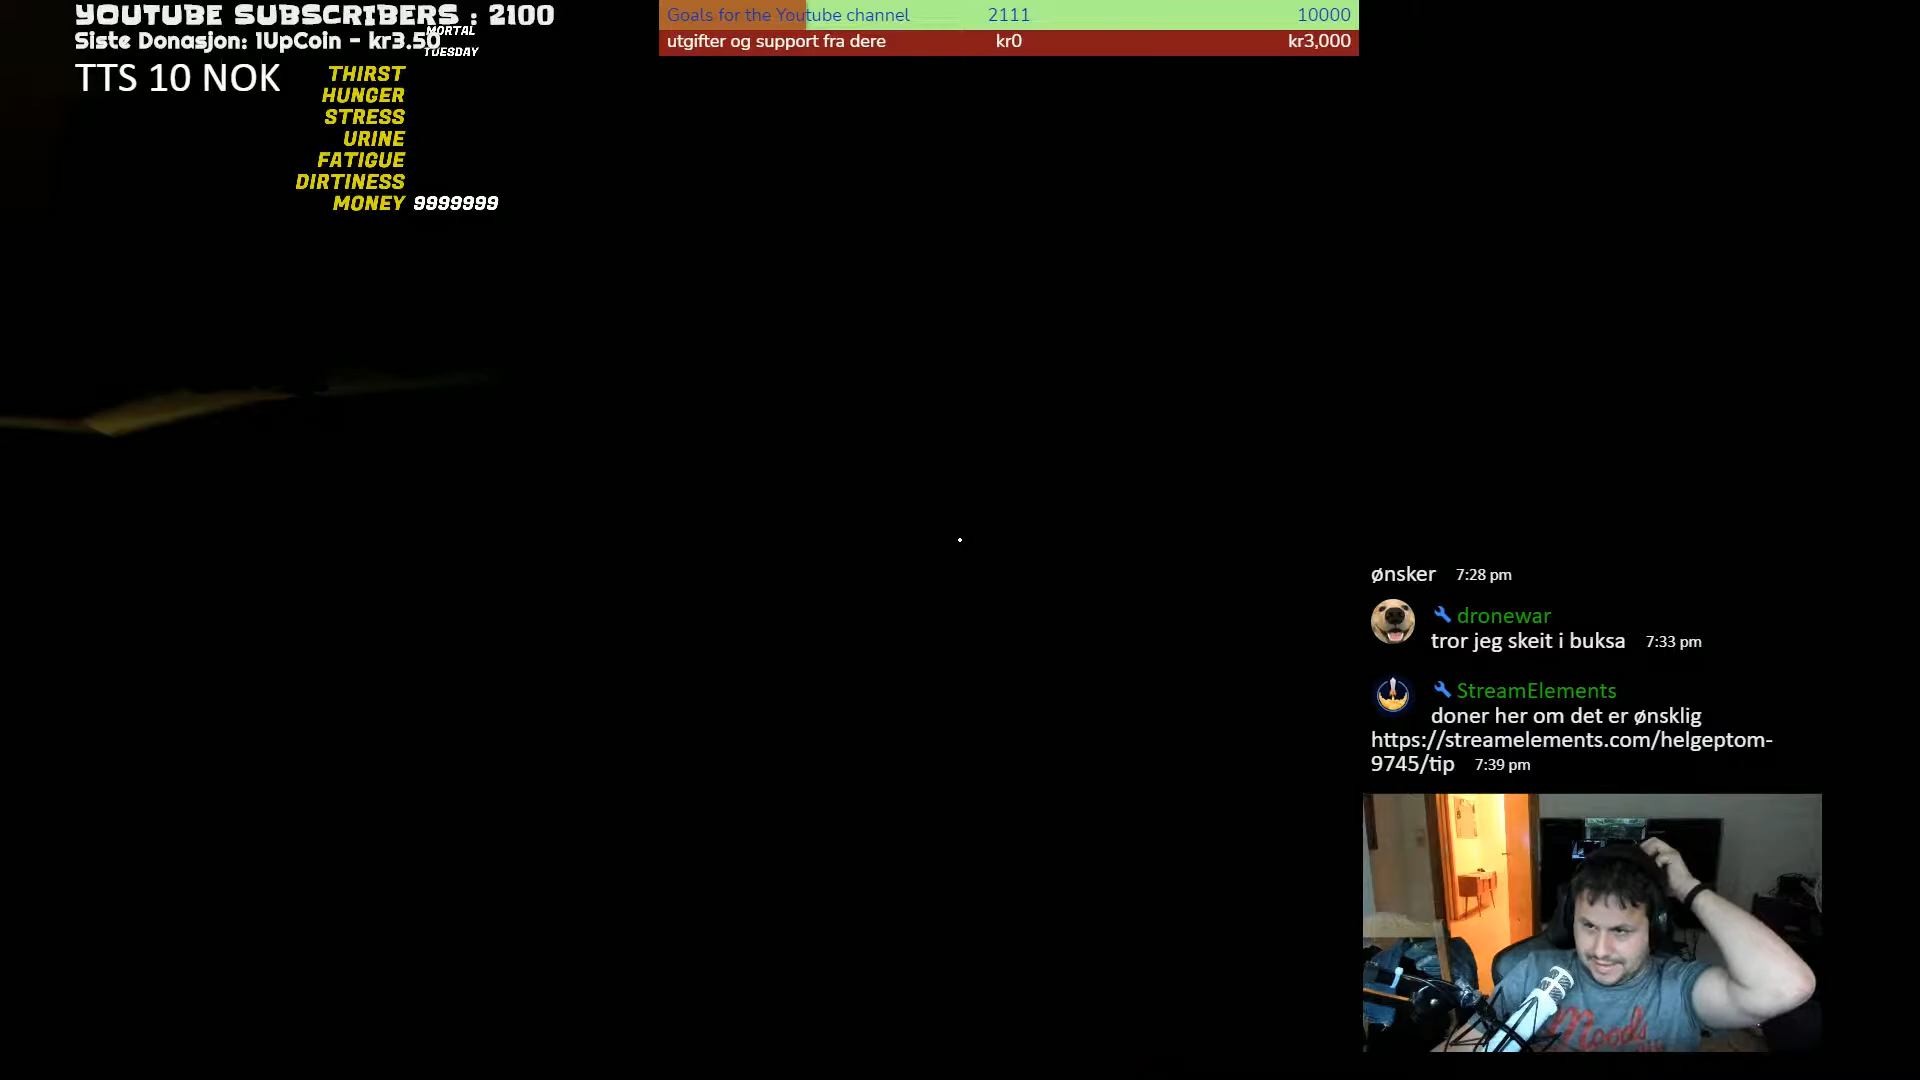 YOUTUBE SUBSCRIBERS : 2100
Siste Donasjon: 1UpCoin - kr3.50
TTS 10 NOK
MORTAL
TUESDAY
THIRST
HUNGER
STRESS
URINE
FATIGUE
DIRTINESS
MONEY 9999999
Goals for the Youtube channel 2111 10000
utgifter og support fra dere kr0 kr3,000
ønsker 7:28 pm
dronewar
tror jeg skeit i buksa 7:33 pm
StreamElements
doner her om det er ønsklig
https://streamelements.com/helgeptom-
9745/tip 7:39 pm
Moods